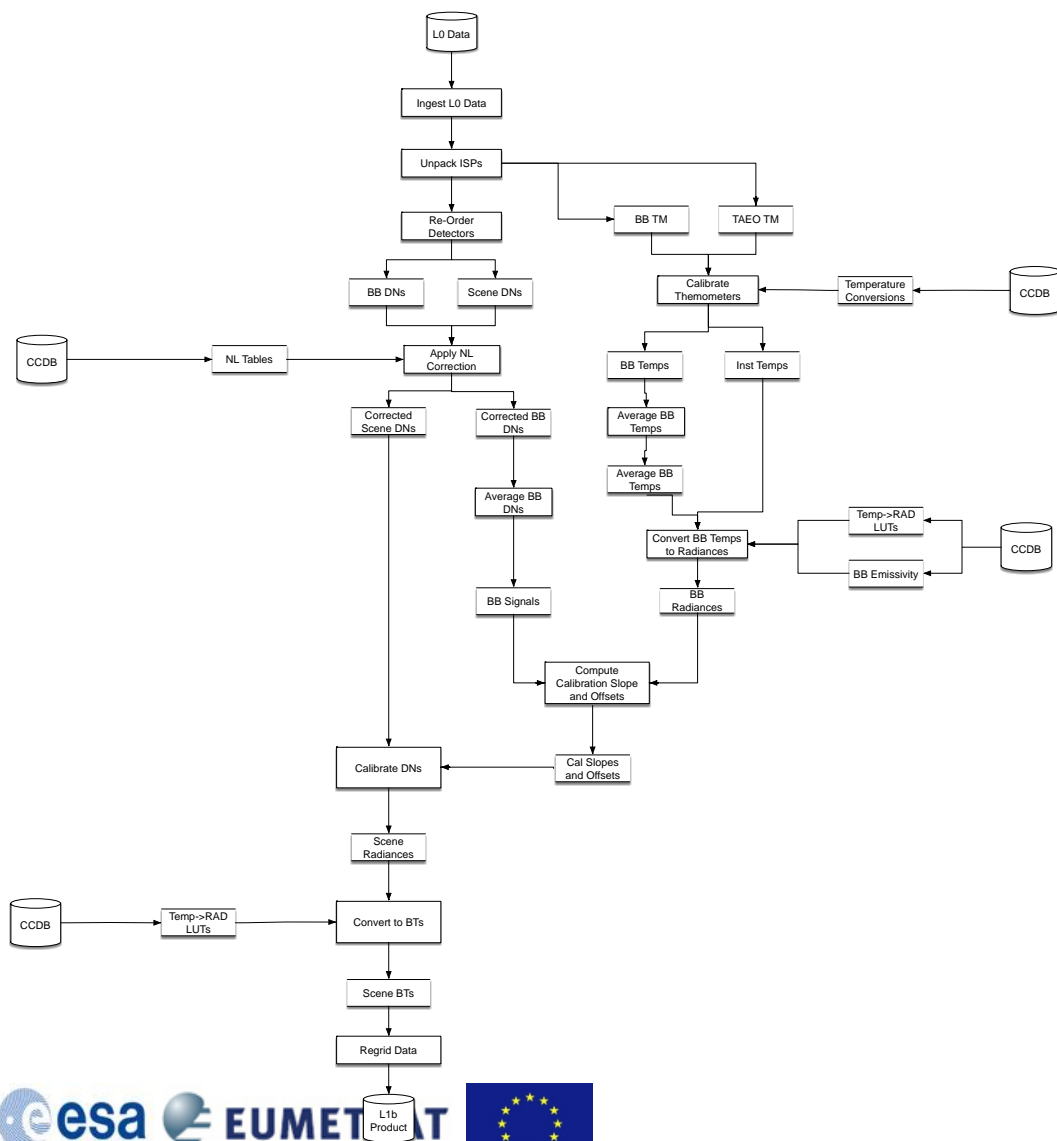 L0 Data
Ingest L0 Data
Unpack ISPs
Re-Order
Detectors
BB TM
TAEO TM
BB DNs
Scene DNs
Calibrate
Themometers
Temperature
Conversions
CCDB
CCDB
NL Tables
Apply NL
Correction
BB Temps
Inst Temps
Corrected
Scene DNs
Corrected BB
DNs
Average BB
Temps
Average BB
Temps
Average BB
DNs
Convert BB Temps
to Radiances
Temp->RAD
LUTs
BB Emissivity
CCDB
BB Signals
BB
Radiances
Compute
Calibration Slope
and Offsets
Calibrate DNs
Cal Slopes
and Offsets
Scene
Radiances
CCDB
Temp->RAD
LUTs
Convert to BTs
Scene BTs
Regrid Data
L1b
Product
esa
EUMETSAT